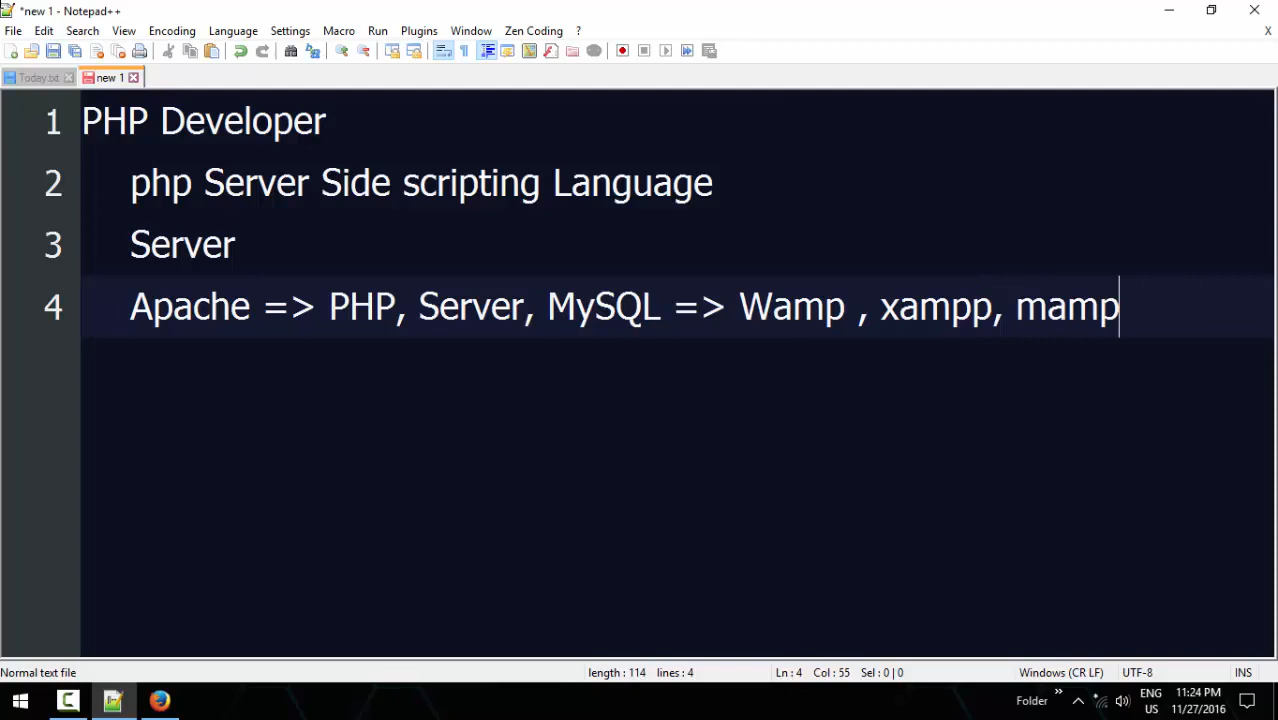 *new 1 - Notepad++
File Edit Search View Encoding Language Settings Macro Run Plugins Window Zen Coding ? X
Today.txt new 1
1 PHP Developer
2 php Server Side scripting Language
3 Server
4 Apache => PHP, Server, MySQL => Wamp , xampp, mamp
Normal text file length : 114 lines : 4 Ln : 4 Col : 55 Sel : 0 | 0 Windows (CR LF) UTF-8 INS
Folder ENG 11:24 PM
US 11/27/2016